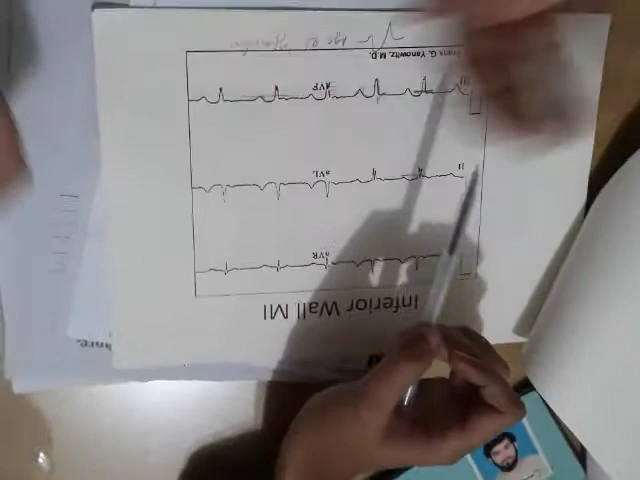 Inferior Wall MI
aVR
II aVL
III aVF
Frank G. Yanowitz, M.D.